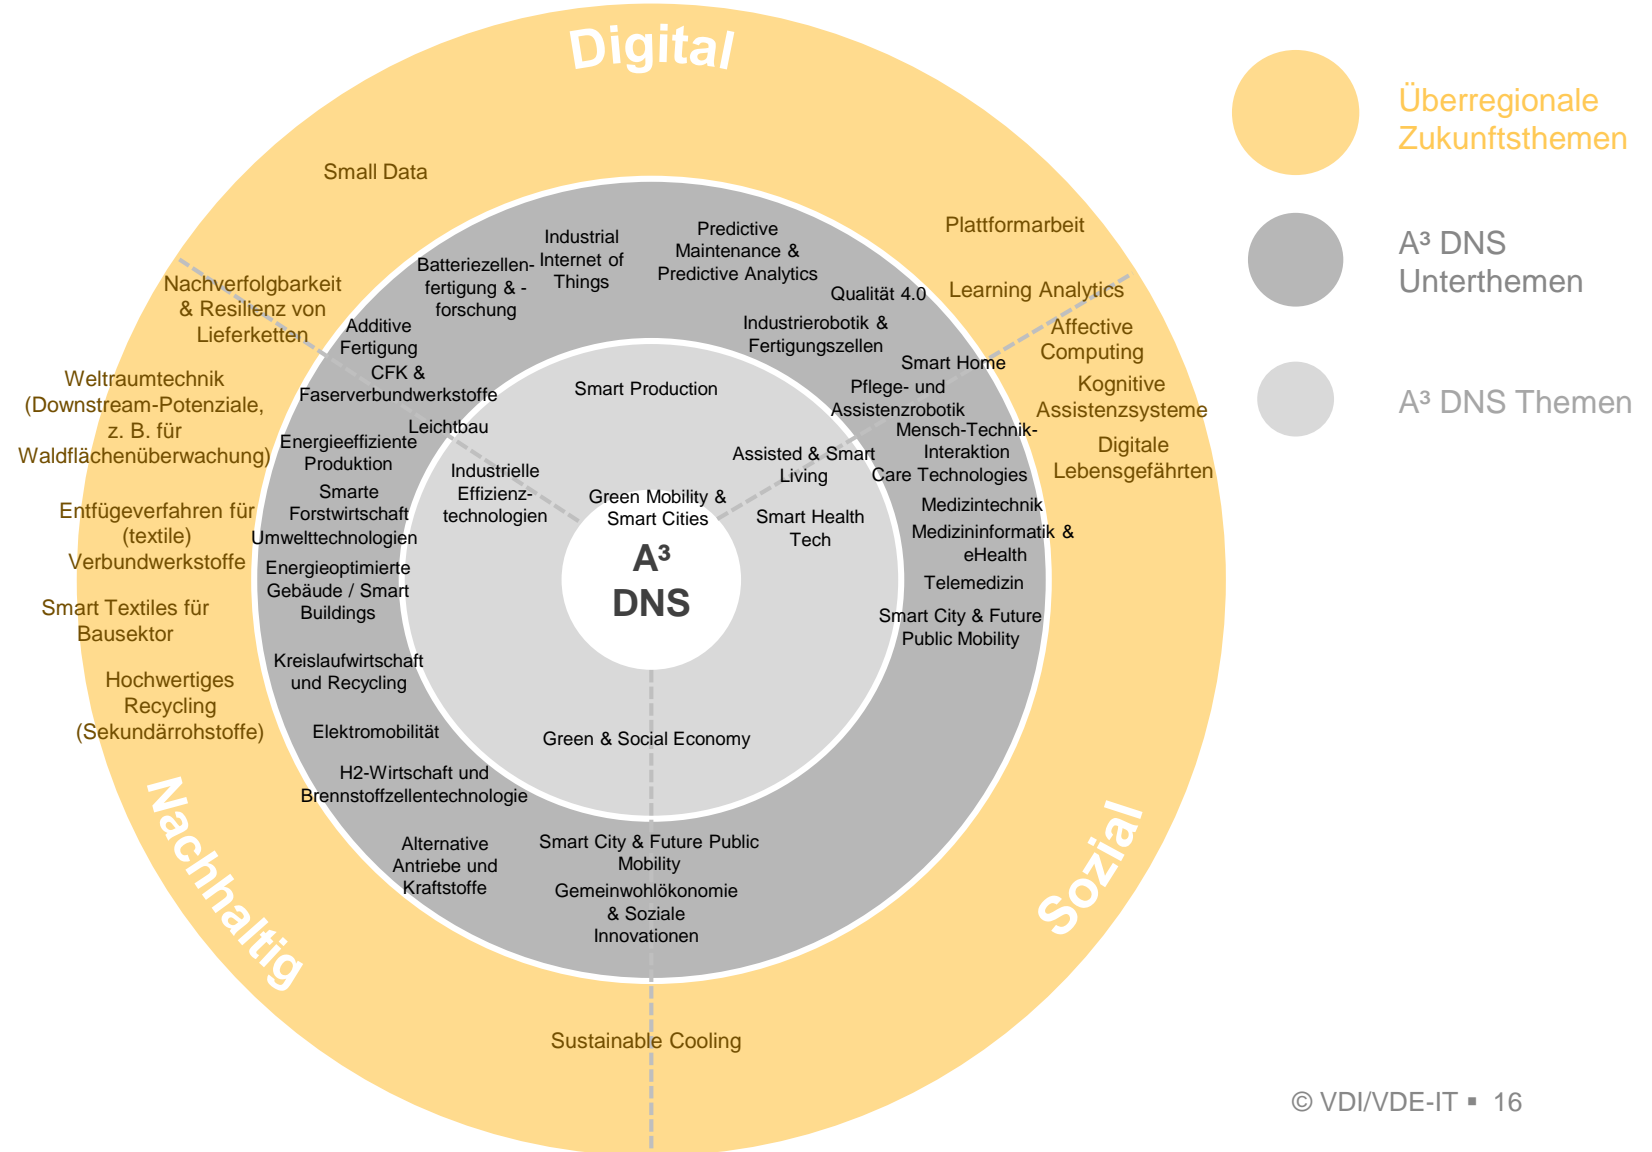 Digital
Small Data
Plattformarbeit
Learning Analytics
Affective
Computing
Kognitive
Assistenzsysteme
Digitale
Lebensgefährten
Nachverfolgbarkeit
& Resilienz von
Lieferketten
Weltraumtechnik
(Downstream-Potenziale,
z. B. für
Waldflächenüberwachung)
Entfügeverfahren für
(textile)
Verbundwerkstoffe
Smart Textiles für
Bausektor
Hochwertiges
Recycling
(Sekundärrohstoffe)
Nachhaltig
Sozial
Sustainable Cooling
Industrial
Internet of
Things
Predictive
Maintenance &
Predictive Analytics
Batteriezellen-
fertigung & -
forschung
Qualität 4.0
Additive
Fertigung
Industrierobotik &
Fertigungszellen
CFK &
Faserverbundwerkstoffe
Smart Home
Leichtbau
Pflege- und
Assistenzrobotik
Energieeffiziente
Produktion
Mensch-Technik-
Interaktion
Care Technologies
Smarte
Forstwirtschaft
Medizintechnik
Umwelttechnologien
Medizininformatik &
eHealth
Energieoptimierte
Gebäude / Smart
Buildings
Telemedizin
Smart City & Future
Public Mobility
Kreislaufwirtschaft
und Recycling
Elektromobilität
H2-Wirtschaft und
Brennstoffzellentechnologie
Alternative
Antriebe und
Kraftstoffe
Smart City & Future Public
Mobility
Gemeinwohlökonomie
& Soziale
Innovationen
Smart Production
Industrielle
Effizienz-
technologien
Assisted & Smart
Living
Green Mobility &
Smart Cities
Smart Health
Tech
Green & Social Economy
A³
DNS
Überregionale
Zukunftsthemen
A³ DNS
Unterthemen
A³ DNS Themen
© VDI/VDE-IT ▪ 16